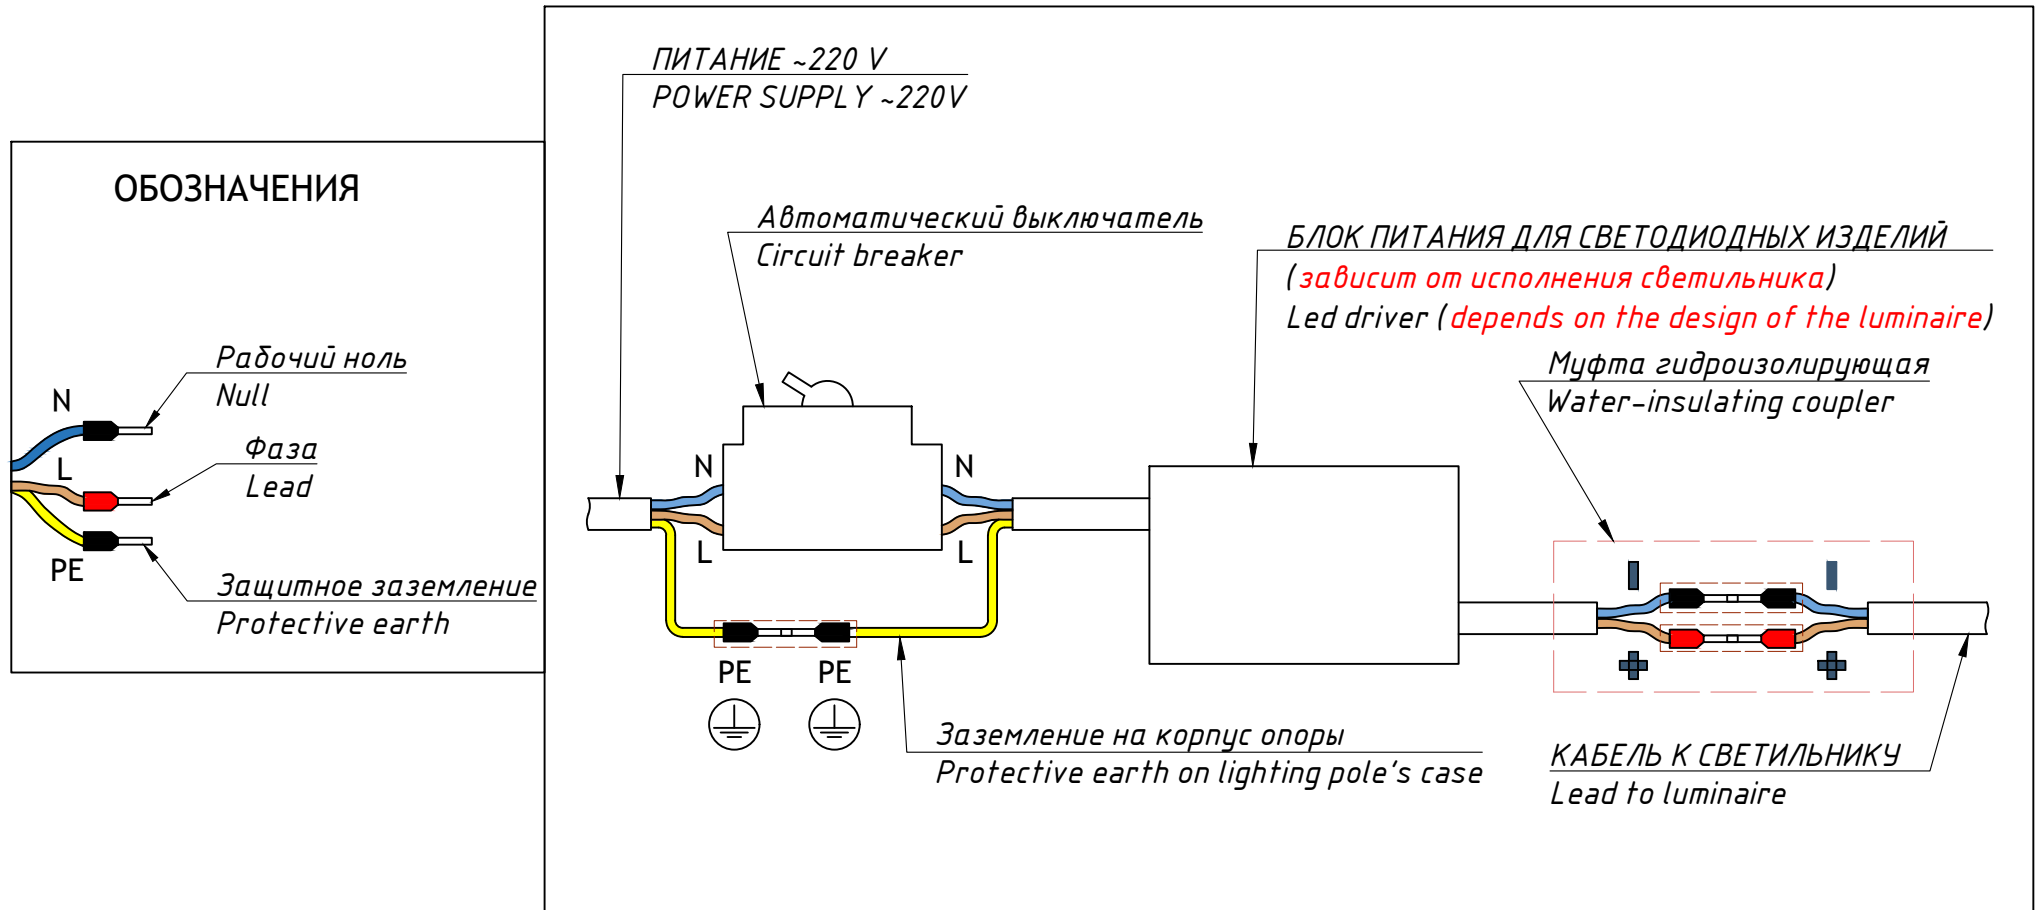 ОБОЗНАЧЕНИЯ
N
Рабочий ноль
Null
L
Фаза
Lead
PE
Защитное заземление
Protective earth
ПИТАНИЕ ~220 V
POWER SUPPLY ~220V
Автоматический выключатель
Circuit breaker
N
N
L
L
PE
PE
Заземление на корпус опоры
Protective earth on lighting pole's case
БЛОК ПИТАНИЯ ДЛЯ СВЕТОДИОДНЫХ ИЗДЕЛИЙ
(зависит от исполнения светильника)
Led driver (depends on the design of the luminaire)
Муфта гидроизолирующая
Water-insulating coupler
КАБЕЛЬ К СВЕТИЛЬНИКУ
Lead to luminaire